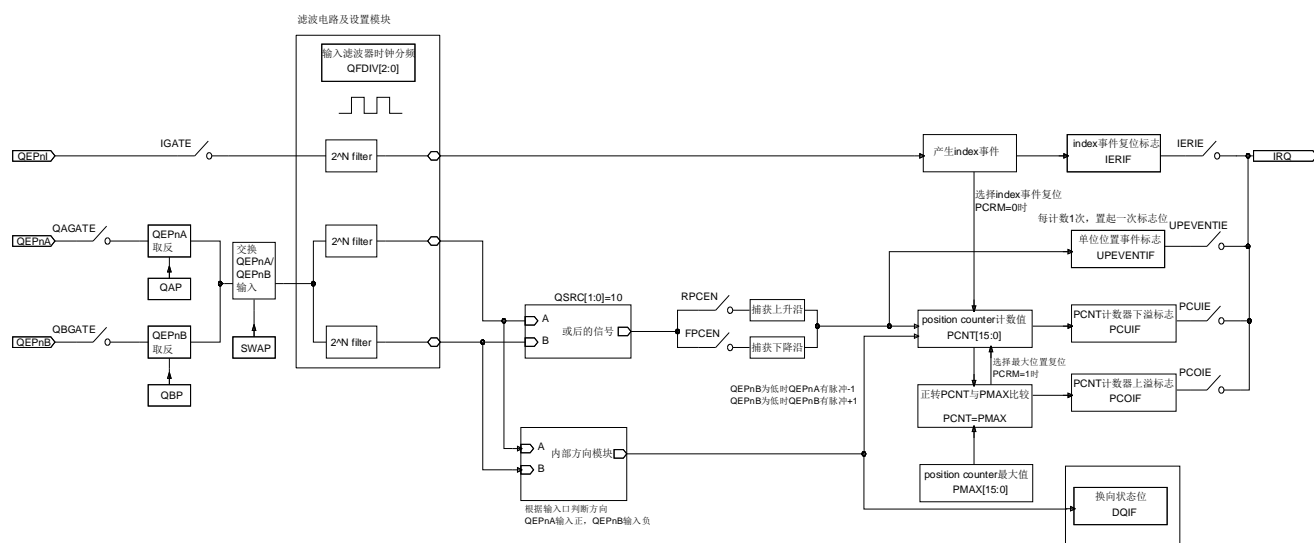 滤波电路及设置模块
输入滤波器时钟分频
QFDIV[2:0]
QEPnI
IGATE
2^N filter
产生index事件
index事件复位标志
IERIF
IERIE
IRQ
选择index事件复位
PCRM=0时
每计数1次，置起一次标志位
QEPnA
QAGATE
QEPnA
取反
QAP
交换
QEPnA/
QEPnB
输入
SWAP
2^N filter
单位位置事件标志
UPEVENTIF
UPEVENTIE
QEPnB
QBGATE
QEPnB
取反
QBP
2^N filter
QSRC[1:0]=10
A
B
或后的信号
RPCEN
捕获上升沿
FPCEN
捕获下降沿
position counter计数值
PCNT[15:0]
PCNT计数器下溢标志
PCUIF
PCUIE
选择最大位置复位
PCRM=1时
QEPnB为低时QEPnA有脉冲-1
QEPnB为低时QEPnB有脉冲+1
正转PCNT与PMAX比较
PCNT=PMAX
PCNT计数器上溢标志
PCOIF
PCOIE
A
B
内部方向模块
根据输入口判断方向
QEPnA输入正，QEPnB输入负
position counter最大值
PMAX[15:0]
换向状态位
DQIF